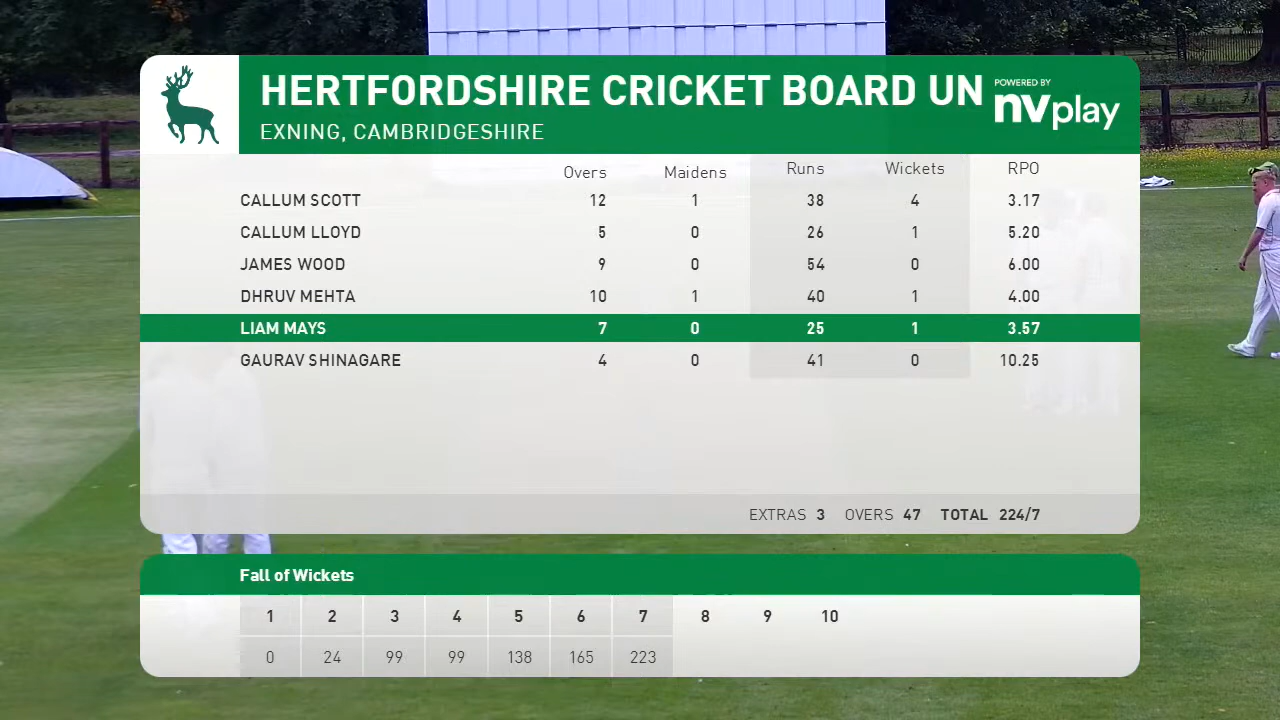 HERTFORDSHIRE CRICKET BOARD UN
POWERED BY
nvplay
EXNING, CAMBRIDGESHIRE
Overs Maidens Runs Wickets RPO
CALLUM SCOTT 12 1 38 4 3.17
CALLUM LLOYD 5 0 26 1 5.20
JAMES WOOD 9 0 54 0 6.00
DHRUV MEHTA 10 1 40 1 4.00
LIAM MAYS 7 0 25 1 3.57
GAURAV SHINAGARE 4 0 41 0 10.25
EXTRAS 3 OVERS 47 TOTAL 224/7
Fall of Wickets
1 2 3 4 5 6 7 8 9 10
0 24 99 99 138 165 223